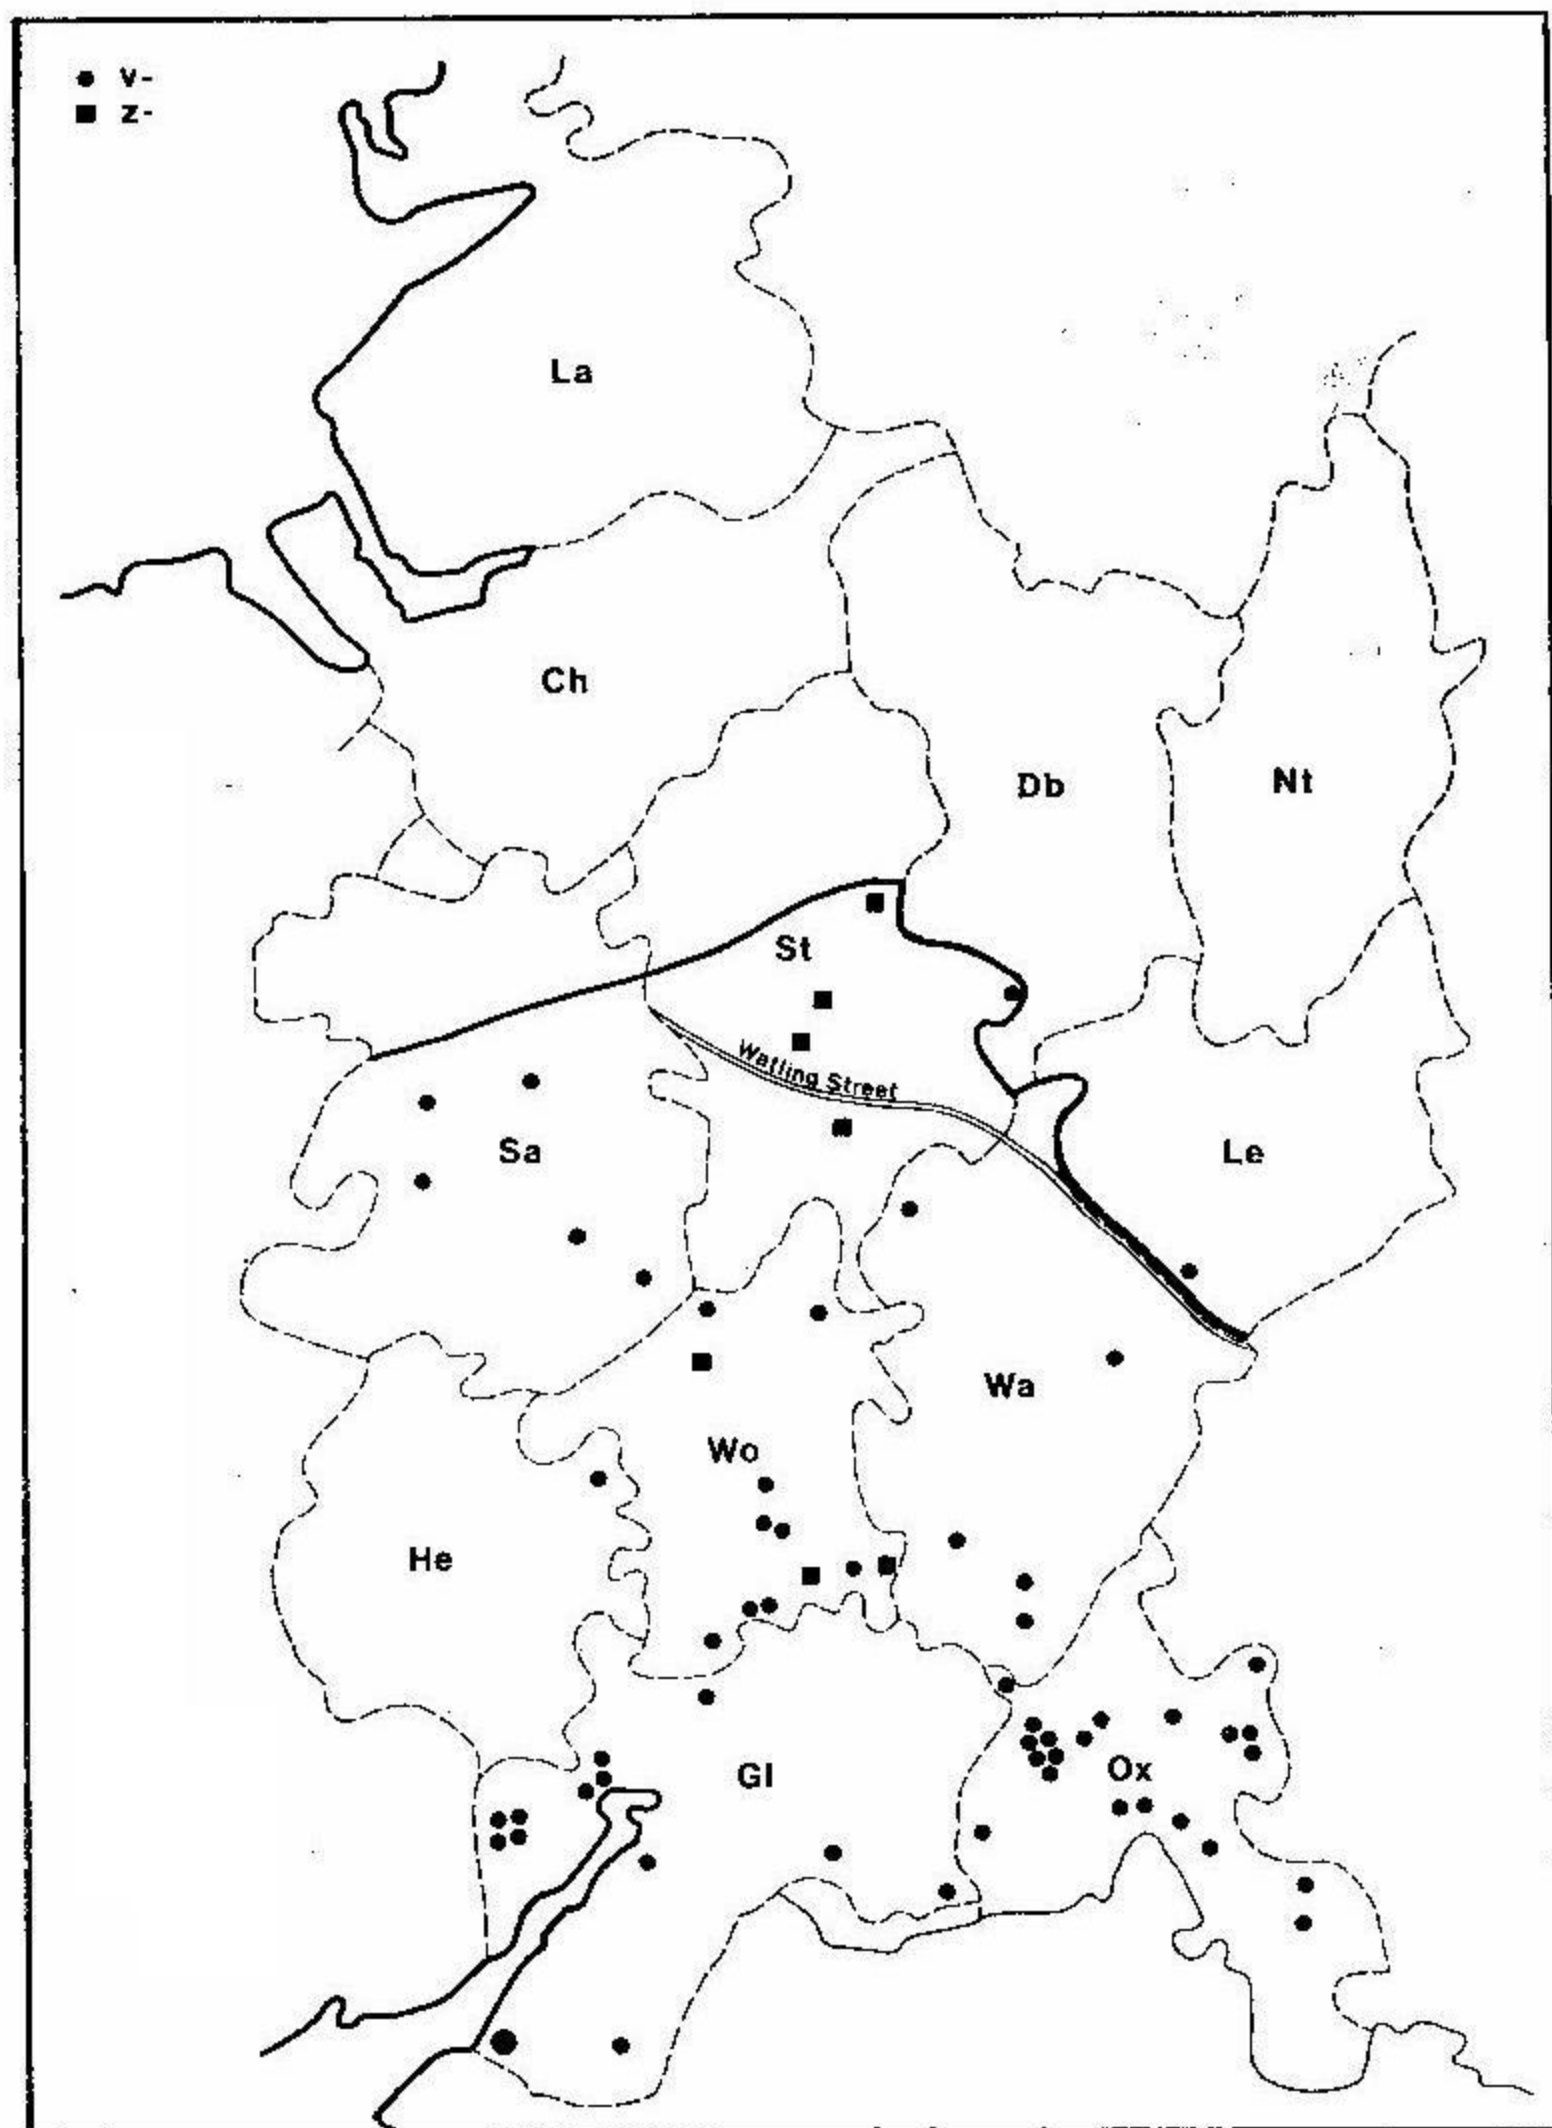 ● v-
■ z-
La
Ch
Db
Nt
St
Watling Street
Sa
Le
Wa
Wo
He
Gl
Ox